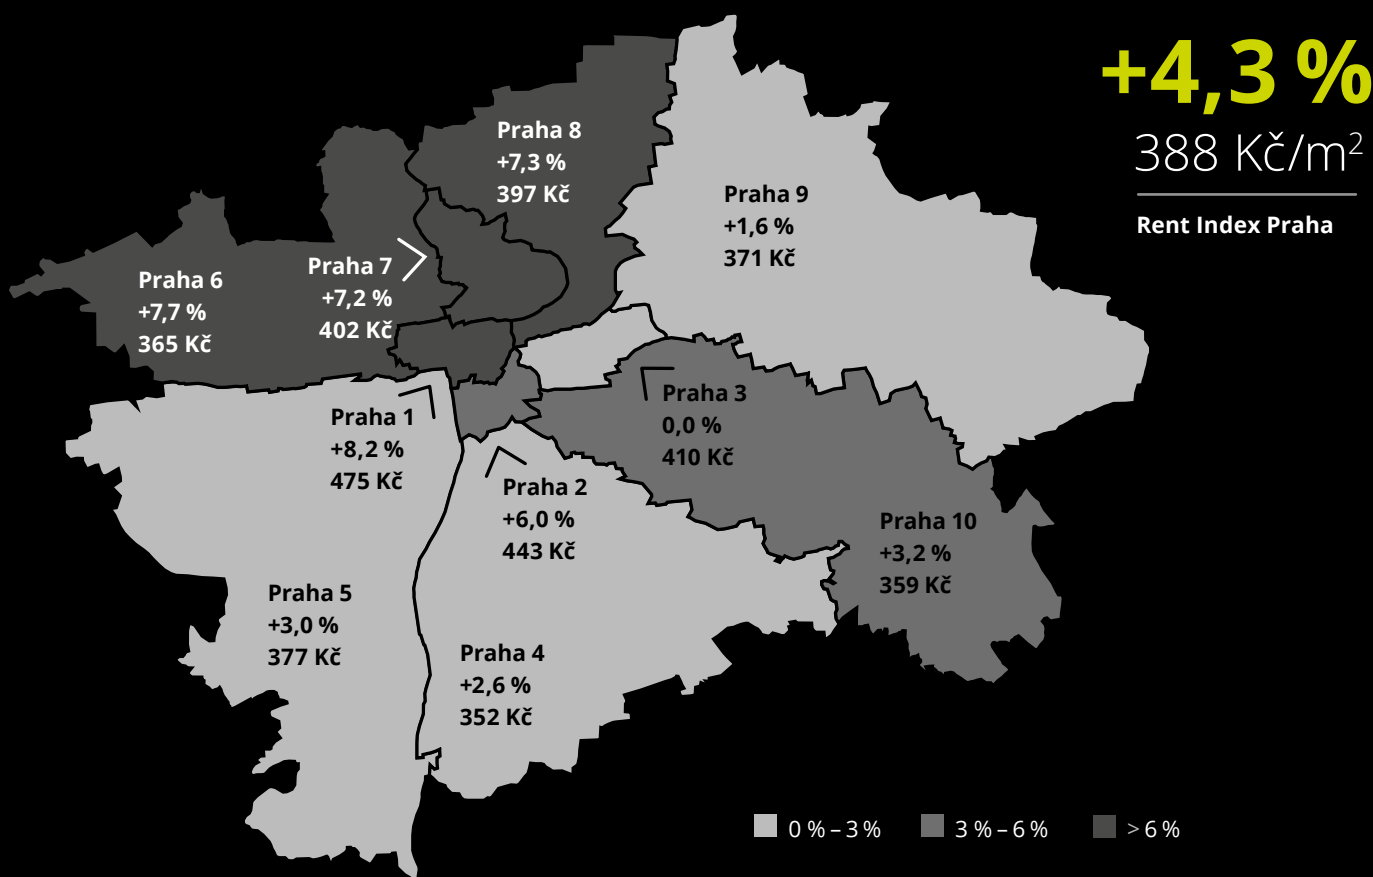 +4,3 %
388 Kč/m²
Rent Index Praha
Praha 8
+7,3 %
397 Kč
Praha 9
+1,6 %
371 Kč
Praha 6
+7,7 %
365 Kč
Praha 7
+7,2 %
402 Kč
Praha 1
+8,2 %
475 Kč
Praha 3
0,0 %
410 Kč
Praha 2
+6,0 %
443 Kč
Praha 10
+3,2 %
359 Kč
Praha 5
+3,0 %
377 Kč
Praha 4
+2,6 %
352 Kč
0 % – 3 %
3 % – 6 %
> 6 %